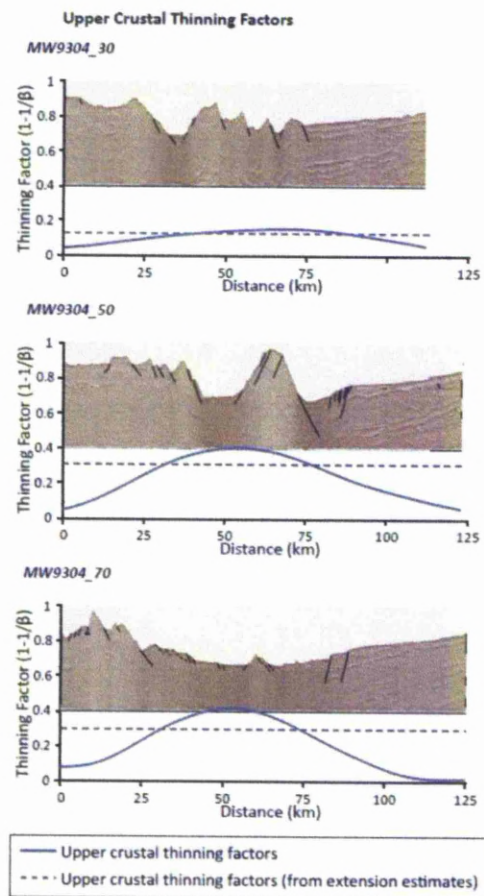 Upper Crustal Thinning Factors
MW9304_30
Thinning Factor (1-1/β)
1
0.8
0.6
0.4
0.2
0
0 25 50 75 100 125
Distance (km)
MW9304_50
Thinning Factor (1-1/β)
1
0.8
0.6
0.4
0.2
0
0 25 50 75 100 125
Distance (km)
MW9304_70
Thinning Factor (1-1/β)
1
0.8
0.6
0.4
0.2
0
0 25 50 75 100 125
Distance (km)
Upper crustal thinning factors
Upper crustal thinning factors (from extension estimates)